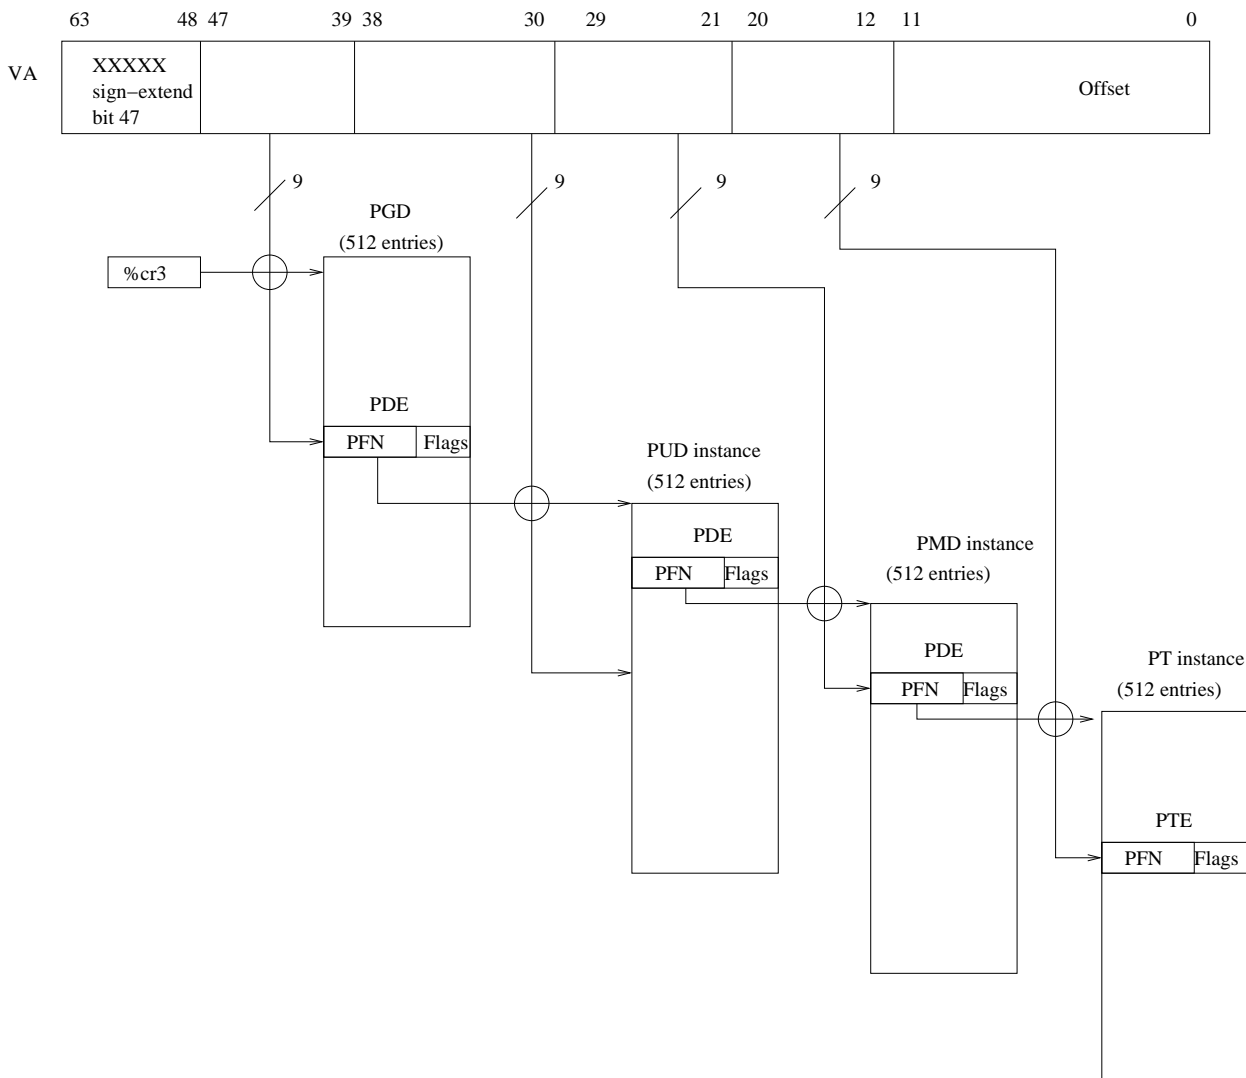 63 48 47 39 38 30 29 21 20 12 11 0
VA
XXXXX
sign−extend
bit 47
Offset
9 9 9 9
PGD
(512 entries)
%cr3
PDE
PFN Flags
PUD instance
(512 entries)
PDE
PFN Flags
PMD instance
(512 entries)
PDE
PFN Flags
PT instance
(512 entries)
PTE
PFN Flags